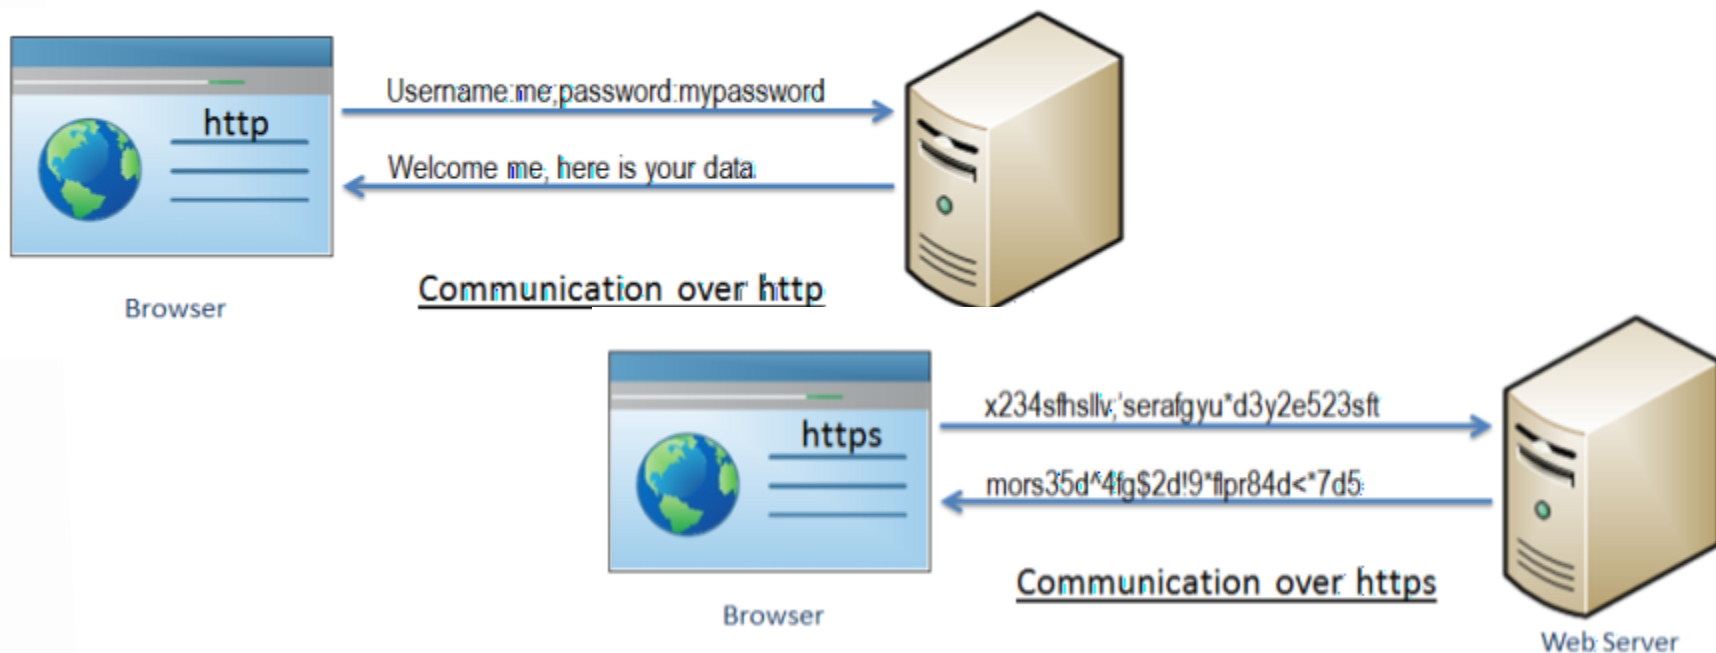 http
Username:me;password:mypassword
Welcome me, here is your data
Communication over http
Browser
https
x234sfhsllv,'serafgyu*d3y2e523sft
mors35d^4fg$2d!9*flpr84d<*7d5
Communication over https
Browser
Web Server